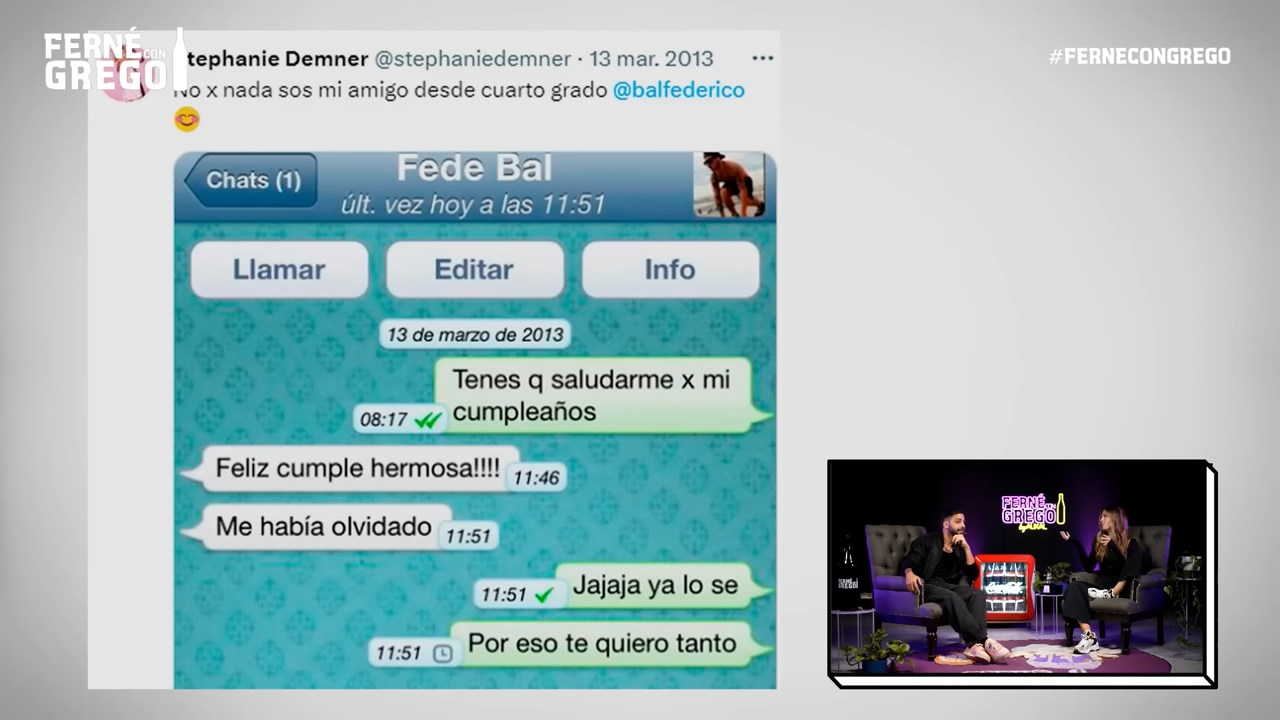 FERNÉ CON
GREGO
#FERNECONGREGO
tephanie Demner @stephaniedemner · 13 mar. 2013
No x nada sos mi amigo desde cuarto grado @balfederico
Chats (1)
Fede Bal
últ. vez hoy a las 11:51
Llamar
Editar
Info
13 de marzo de 2013
Tenes q saludarme x mi
cumpleaños
08:17
Feliz cumple hermosa!!!!
11:46
Me había olvidado
11:51
11:51
Jajaja ya lo se
11:51
Por eso te quiero tanto
FERNÉ CON
GREGO
FERNÉ
GREGO